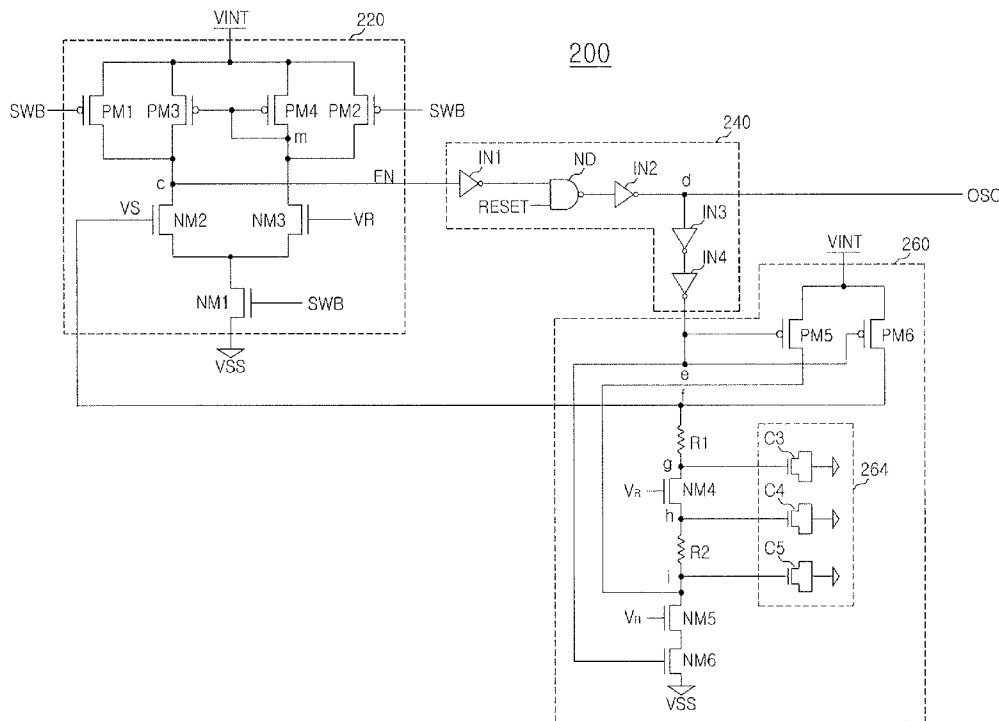 VINT
220
200
SWB
PM1
PM3
PM4
PM2
SWB
m
240
IN1
ND
IN2
c
FN
d
OSC
RESET
VS
NM2
NM3
VR
IN3
VINT
260
IN4
NM1
SWB
PM5
PM6
VSS
e
f
R1
C3
g
264
VR
NM4
C4
h
R2
C5
i
VR
NM5
NM6
VSS